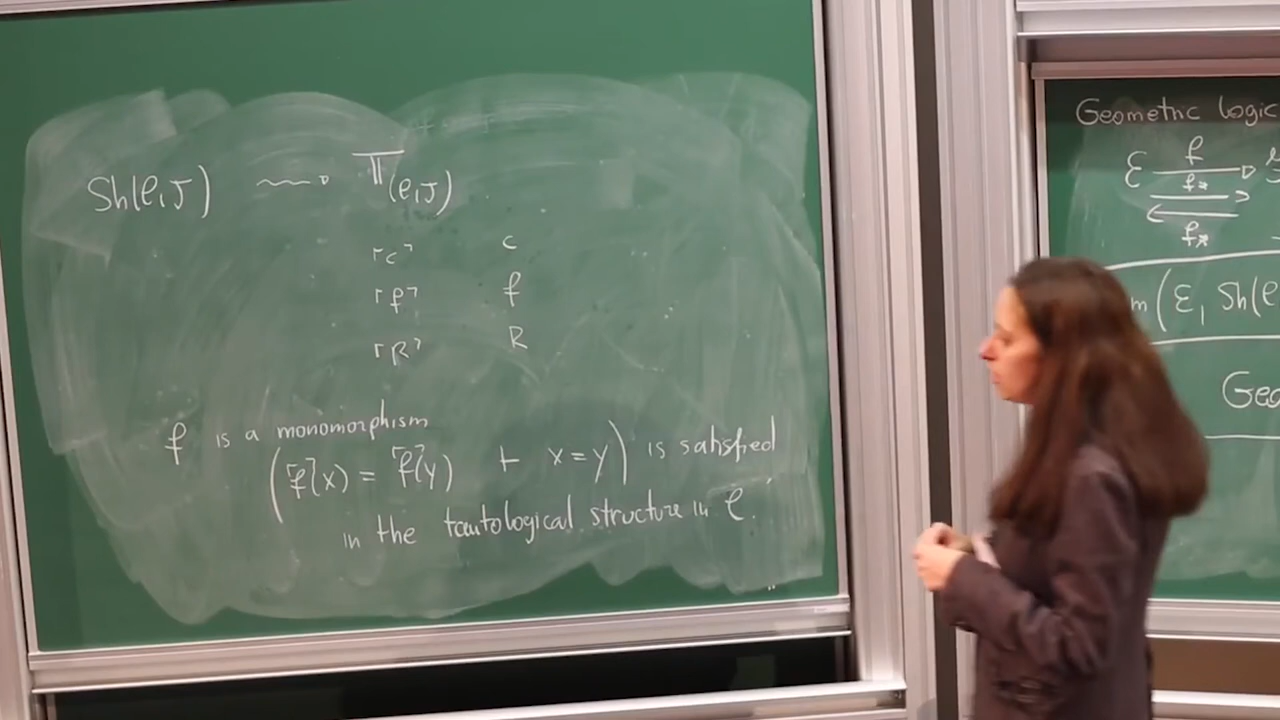 Sh(C,J) ⇝ 𝕋(C,J)
⌜c⌝ c
⌜f⌝ f
⌜R⌝ R
f is a monomorphism
(⌜f⌝(x) = ⌜f⌝(y) ⊢ x=y) is satisfied
in the tautological structure in C.
Geometric logic
ℰ f
f*
f*
(ℰ, Sh(C
Geo